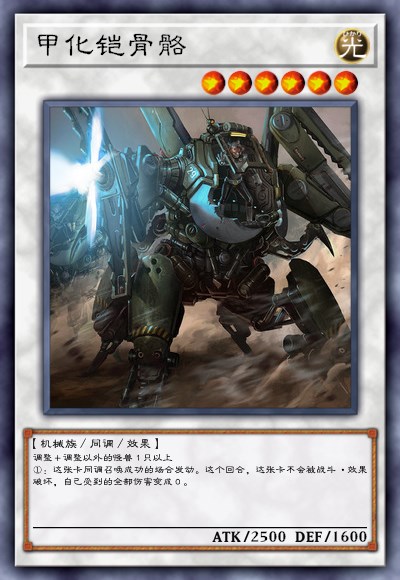 甲化铠骨骼
光
【机械族／同调／效果】
调整＋调整以外的怪兽1只以上
①：这张卡同调召唤成功的场合发动。这个回合，这张卡不会被战斗·效果
破坏，自己受到的全部伤害变成0。
ATK/2500 DEF/1600